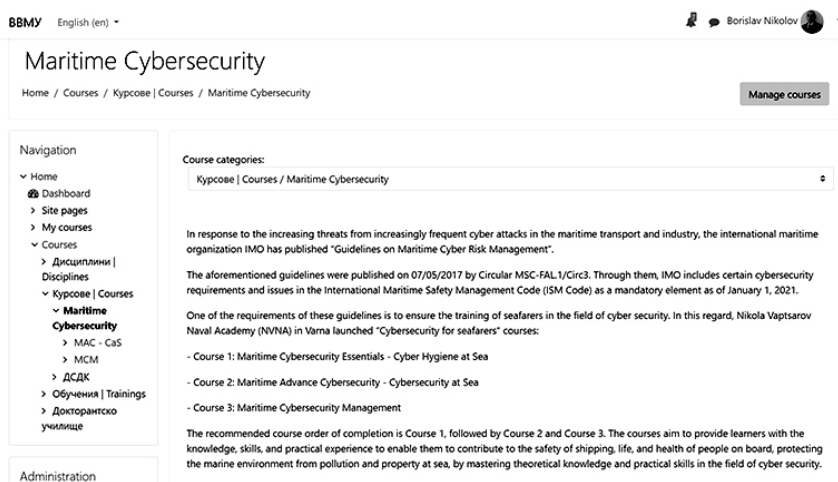 ВВМУ English (en)
Borislav Nikolov
Maritime Cybersecurity
Home / Courses / Курсове | Courses / Maritime Cybersecurity
Manage courses
Navigation
Home
Dashboard
Site pages
My courses
Courses
Дисциплини |
Disciplines
Курсове | Courses
Maritime
Cybersecurity
MAC - CaS
MCM
ДСДК
Обучения | Trainings
Докторантско
училище
Administration
Course categories:
Курсове | Courses / Maritime Cybersecurity
In response to the increasing threats from increasingly frequent cyber attacks in the maritime transport and industry, the international maritime
organization IMO has published "Guidelines on Maritime Cyber Risk Management".
The aforementioned guidelines were published on 07/05/2017 by Circular MSC-FAL.1/Circ3. Through them, IMO includes certain cybersecurity
requirements and issues in the International Maritime Safety Management Code (ISM Code) as a mandatory element as of January 1, 2021.
One of the requirements of these guidelines is to ensure the training of seafarers in the field of cyber security. In this regard, Nikola Vaptsarov
Naval Academy (NVNA) in Varna launched "Cybersecurity for seafarers" courses:
- Course 1: Maritime Cybersecurity Essentials - Cyber Hygiene at Sea
- Course 2: Maritime Advance Cybersecurity - Cybersecurity at Sea
- Course 3: Maritime Cybersecurity Management
The recommended course order of completion is Course 1, followed by Course 2 and Course 3. The courses aim to provide learners with the
knowledge, skills, and practical experience to enable them to contribute to the safety of shipping, life, and health of people on board, protecting
the marine environment from pollution and property at sea, by mastering theoretical knowledge and practical skills in the field of cyber security.